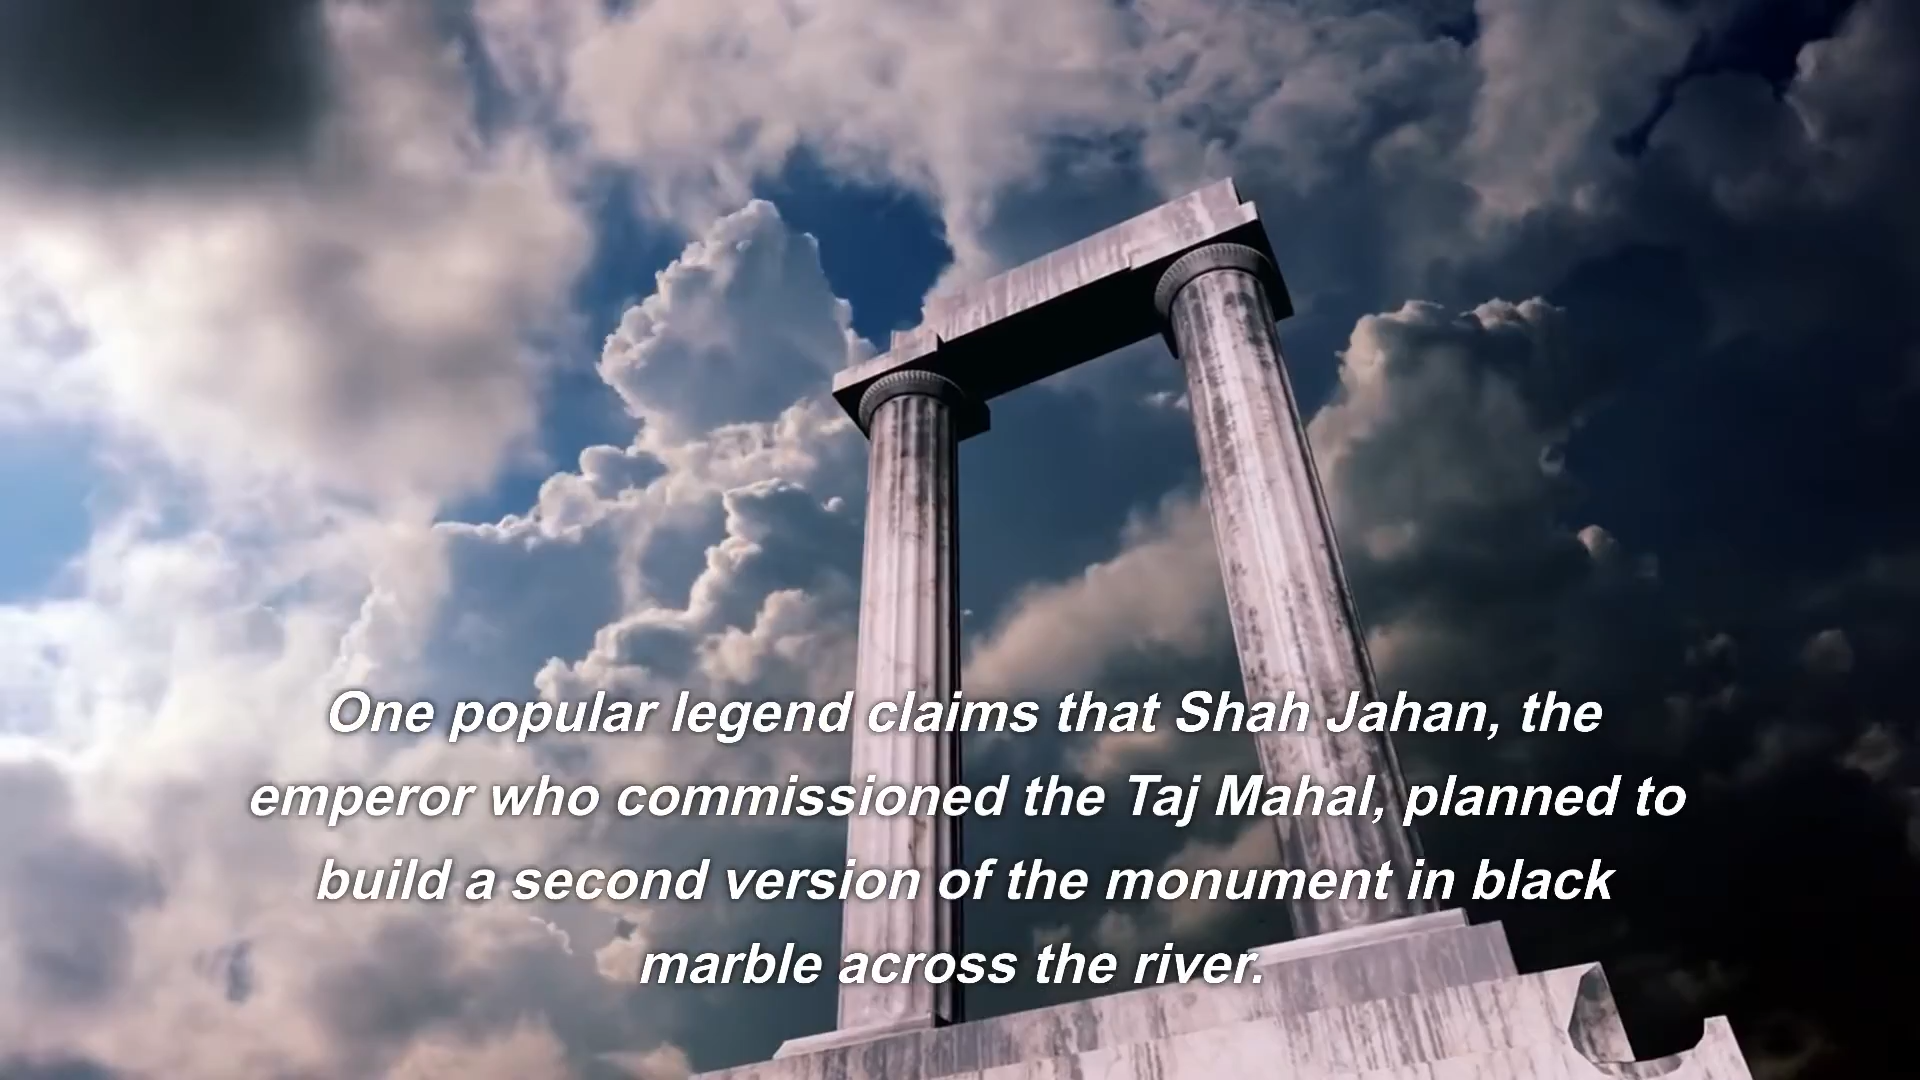 One popular legend claims that Shah Jahan, the
emperor who commissioned the Taj Mahal, planned to
build a second version of the monument in black
marble across the river.